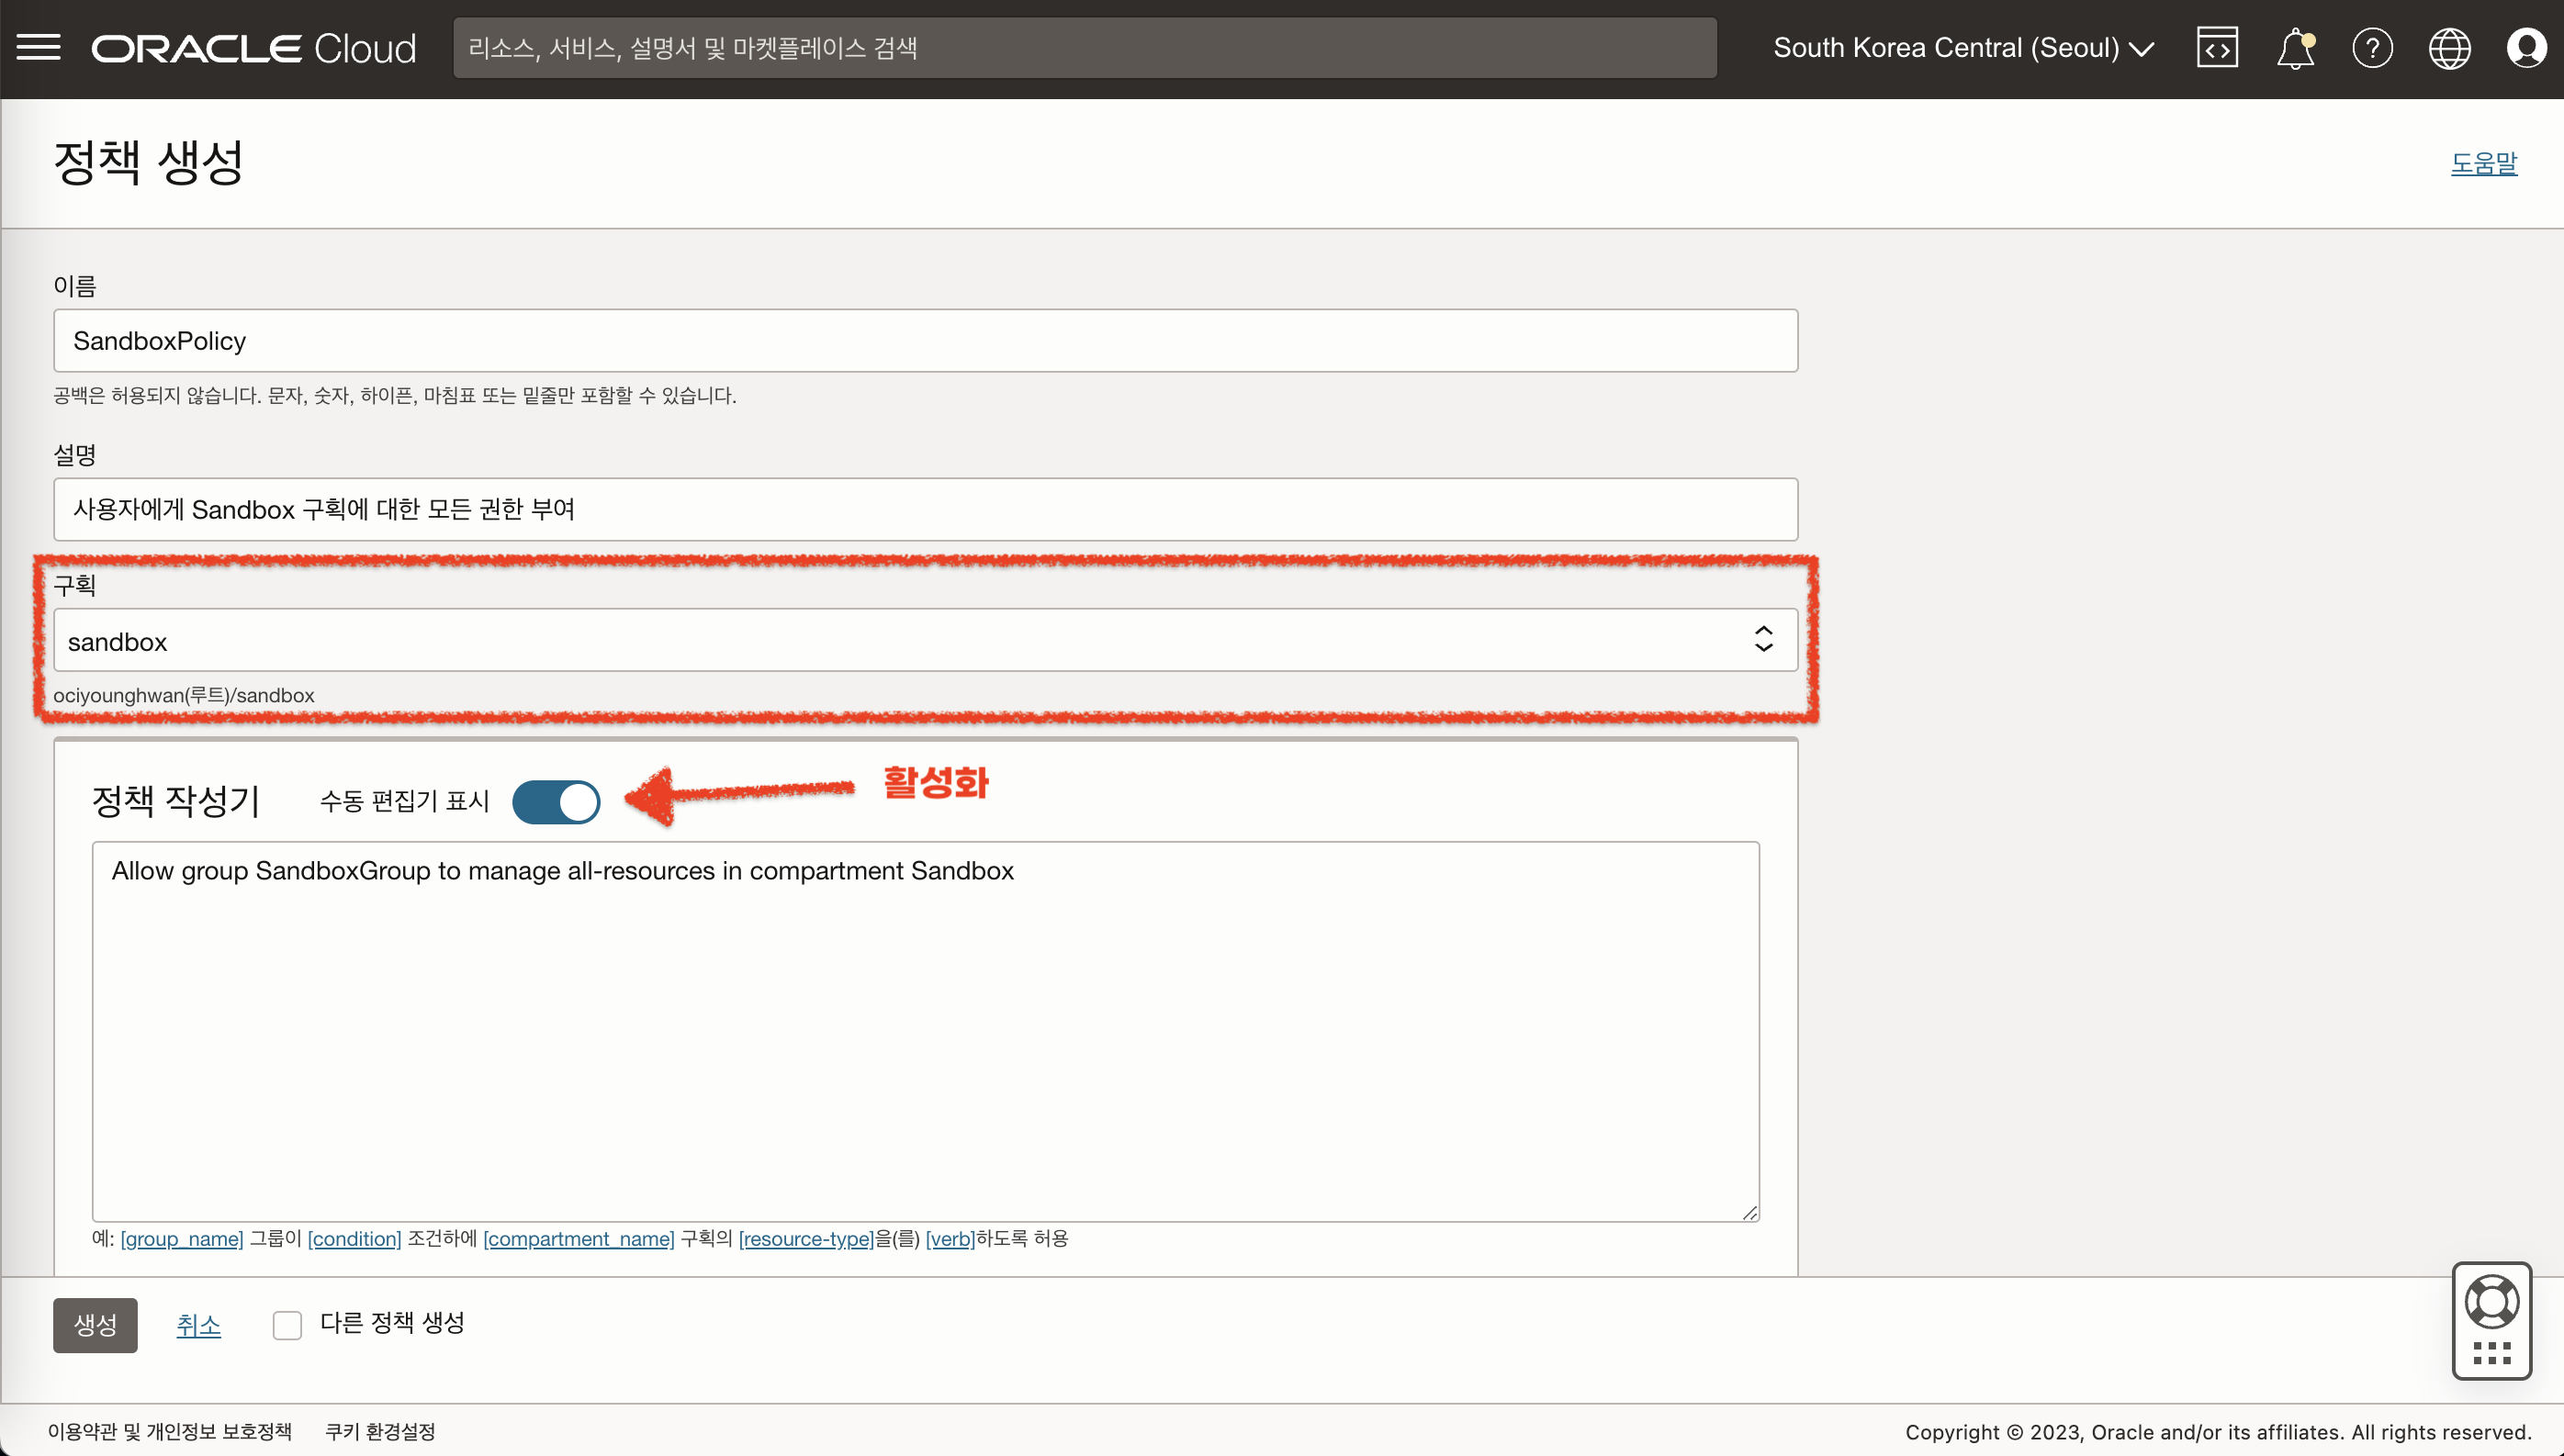 ORACLE Cloud
리소스, 서비스, 설명서 및 마켓플레이스 검색
South Korea Central (Seoul)
정책 생성
도움말
이름
SandboxPolicy
공백은 허용되지 않습니다. 문자, 숫자, 하이픈, 마침표 또는 밑줄만 포함할 수 있습니다.
설명
사용자에게 Sandbox 구획에 대한 모든 권한 부여
구획
sandbox
ociyounghwan(루트)/sandbox
정책 작성기
수동 편집기 표시
활성화
Allow group SandboxGroup to manage all-resources in compartment Sandbox
예: [group_name] 그룹이 [condition] 조건하에 [compartment_name] 구획의 [resource-type]을(를) [verb]하도록 허용
생성
취소
다른 정책 생성
이용약관 및 개인정보 보호정책
쿠키 환경설정
Copyright © 2023, Oracle and/or its affiliates. All rights reserved.